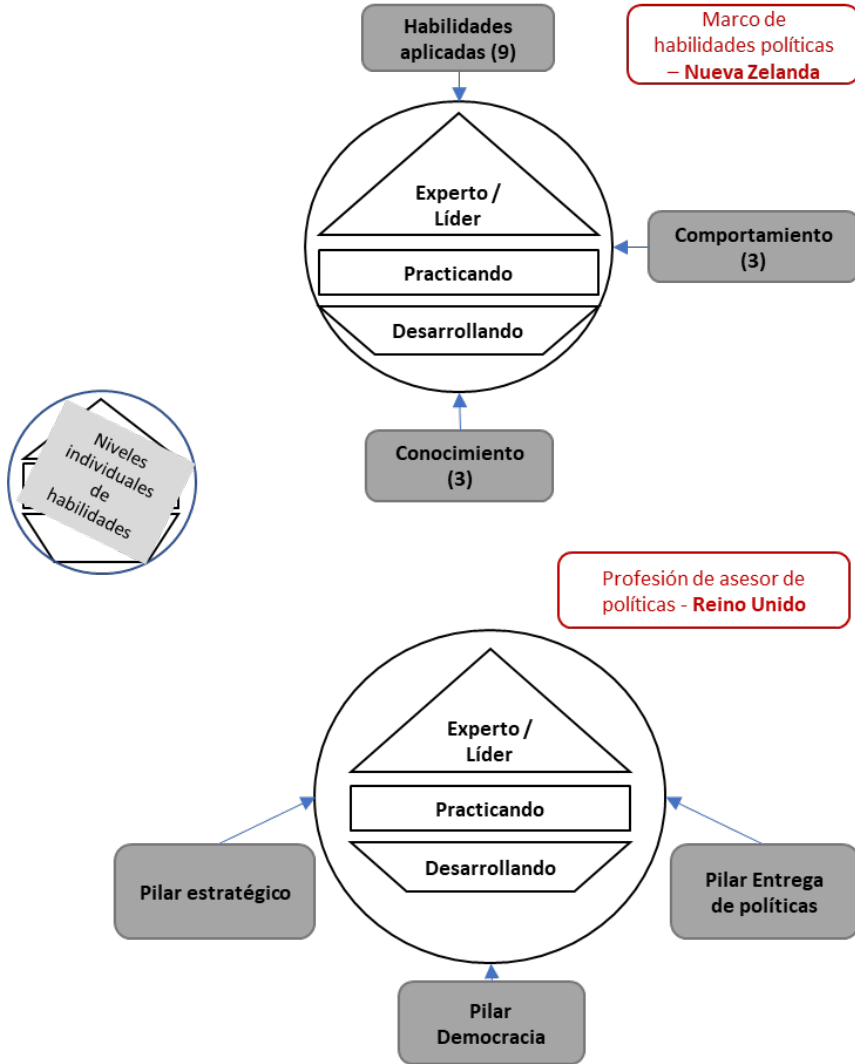 Habilidades
aplicadas (9)
Marco de
habilidades políticas
– Nueva Zelanda
Experto /
Líder
Practicando
Desarrollando
Comportamiento
(3)
Conocimiento
(3)
Niveles
individuales
de
habilidades
Profesión de asesor de
políticas - Reino Unido
Experto /
Líder
Practicando
Desarrollando
Pilar estratégico
Pilar Entrega
de políticas
Pilar
Democracia